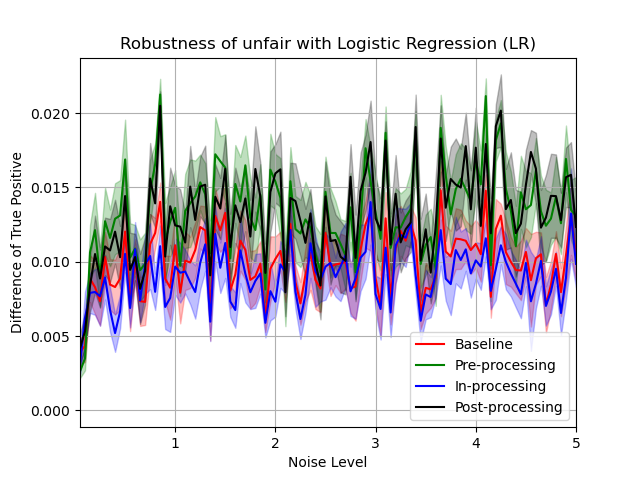 Robustness of unfair with Logistic Regression (LR)
Difference of True Positive
0.020
0.015
0.010
0.005
0.000
1
2
3
4
5
Noise Level
Baseline
Pre-processing
In-processing
Post-processing